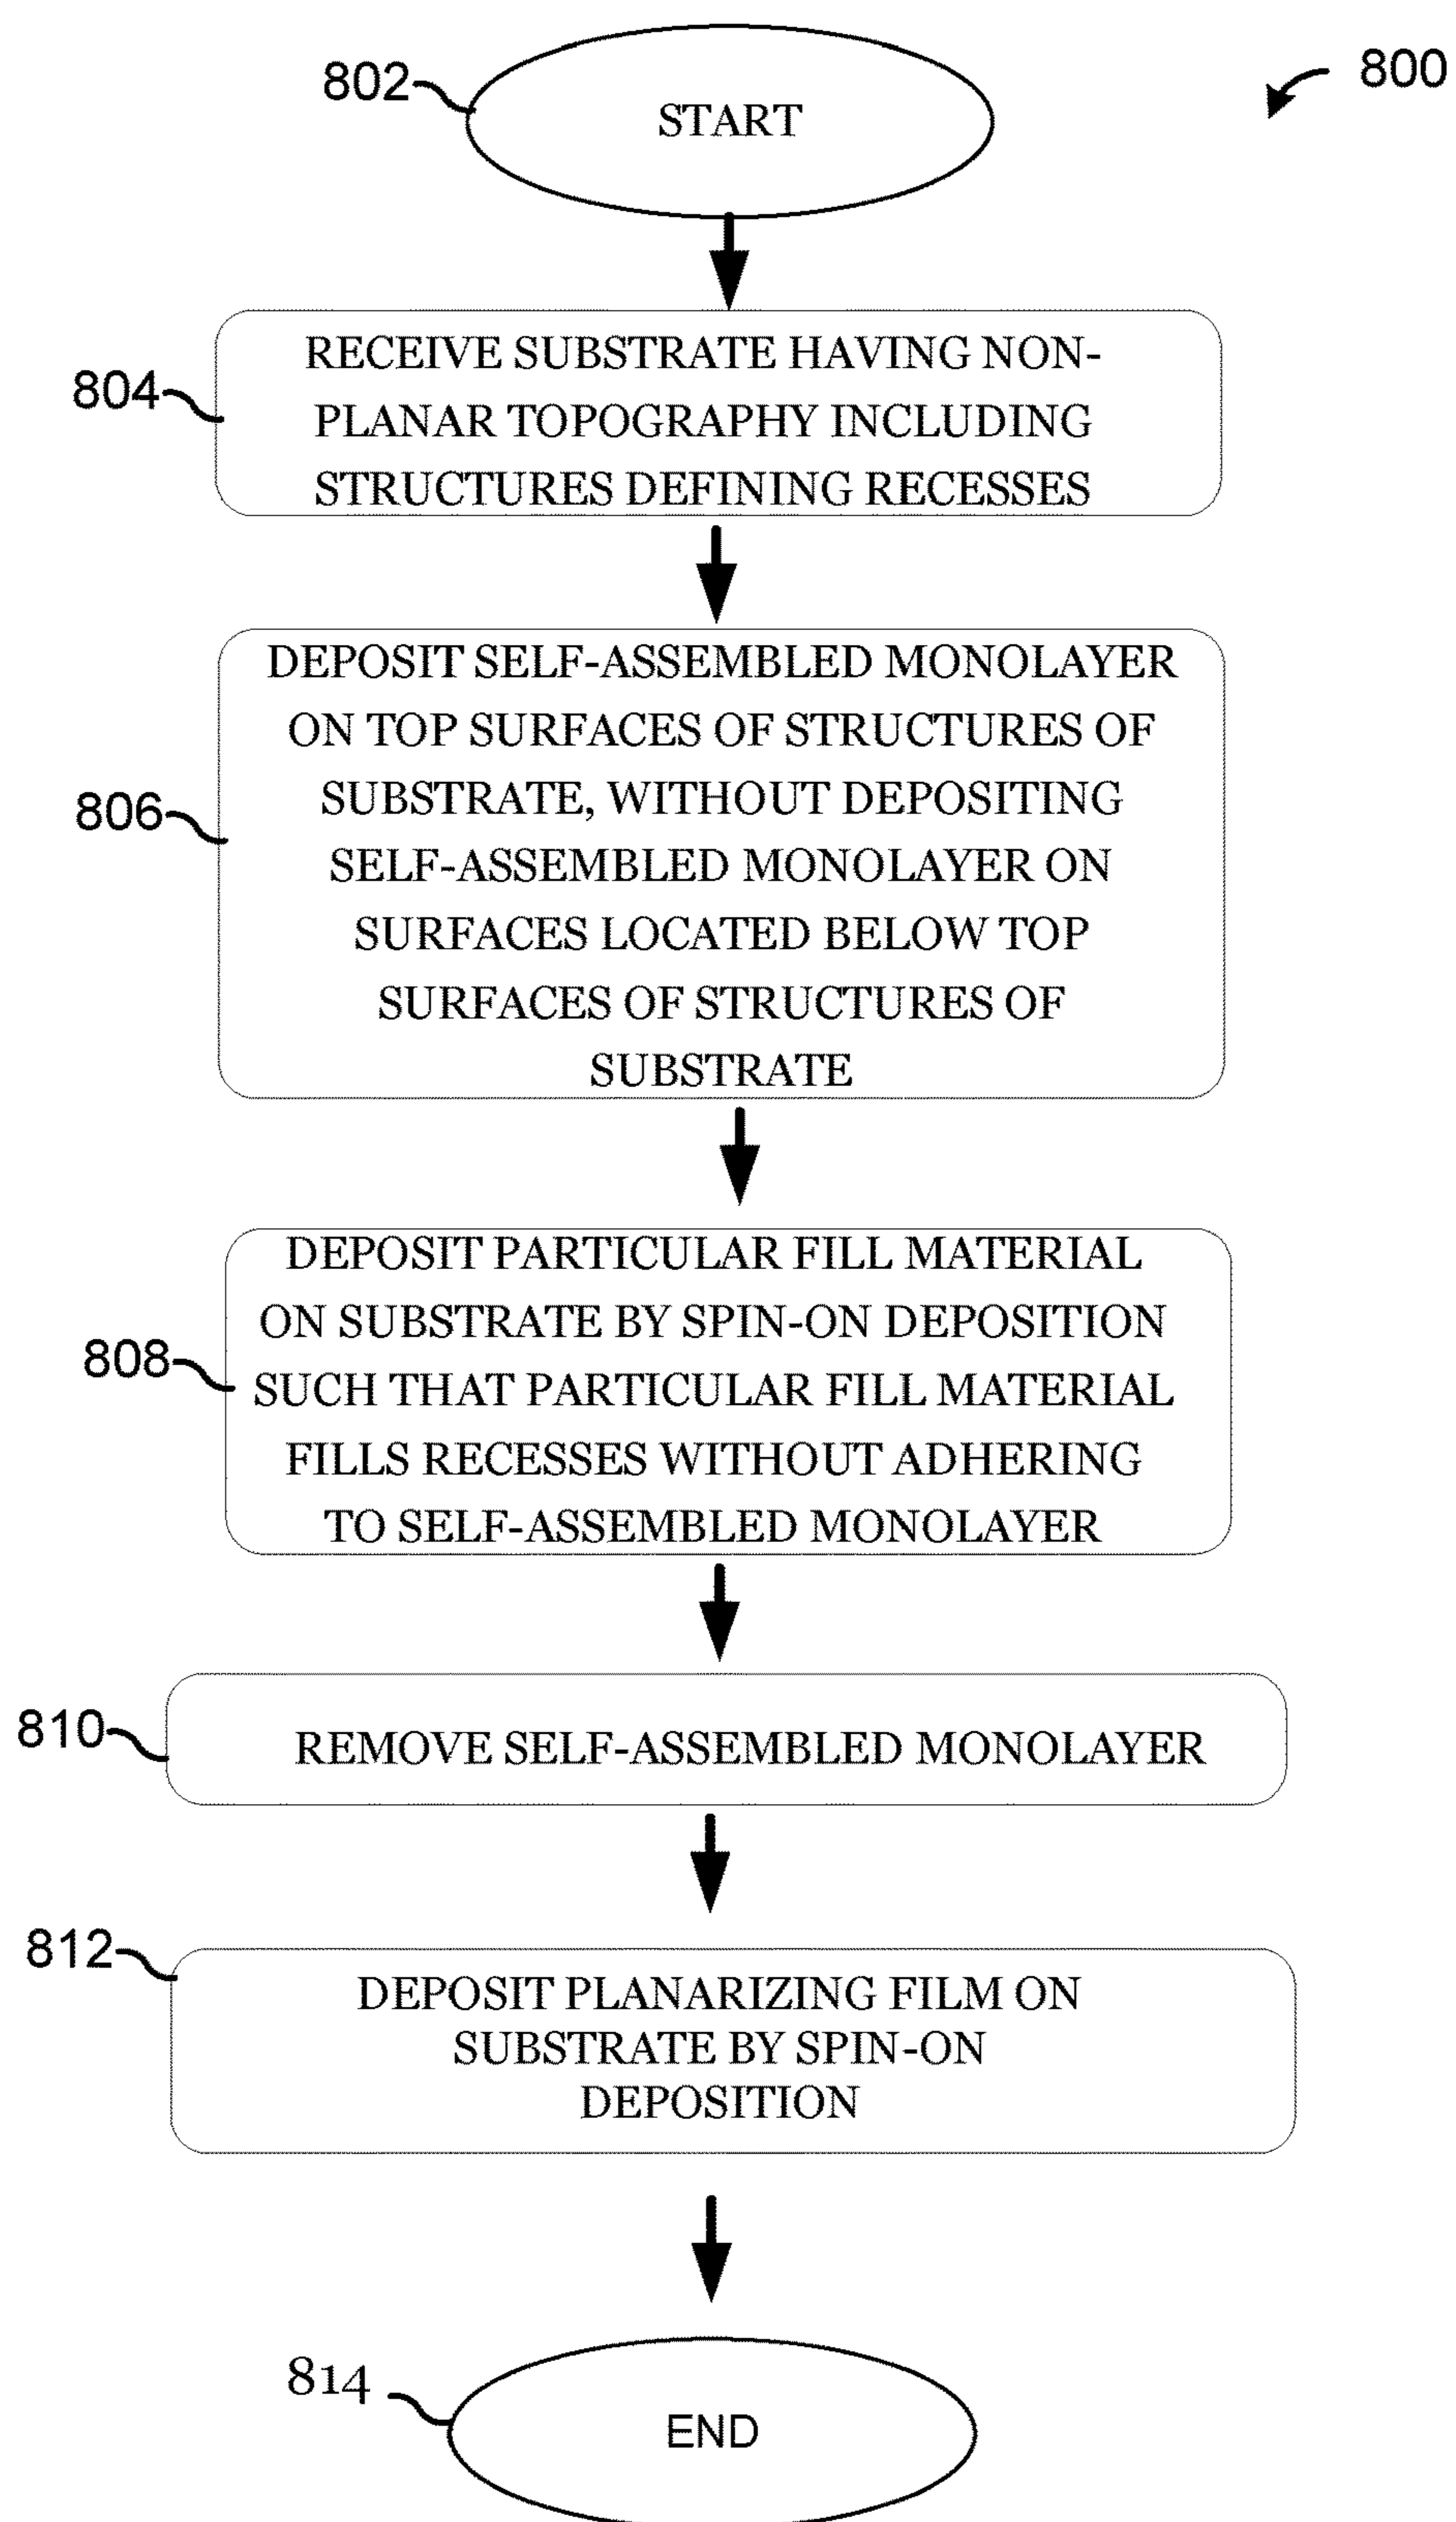 802
START
800
804
RECEIVE SUBSTRATE HAVING NON-
PLANAR TOPOGRAPHY INCLUDING
STRUCTURES DEFINING RECESSES
806
DEPOSIT SELF-ASSEMBLED MONOLAYER
ON TOP SURFACES OF STRUCTURES OF
SUBSTRATE, WITHOUT DEPOSITING
SELF-ASSEMBLED MONOLAYER ON
SURFACES LOCATED BELOW TOP
SURFACES OF STRUCTURES OF
SUBSTRATE
808
DEPOSIT PARTICULAR FILL MATERIAL
ON SUBSTRATE BY SPIN-ON DEPOSITION
SUCH THAT PARTICULAR FILL MATERIAL
FILLS RECESSES WITHOUT ADHERING
TO SELF-ASSEMBLED MONOLAYER
810
REMOVE SELF-ASSEMBLED MONOLAYER
812
DEPOSIT PLANARIZING FILM ON
SUBSTRATE BY SPIN-ON
DEPOSITION
814
END